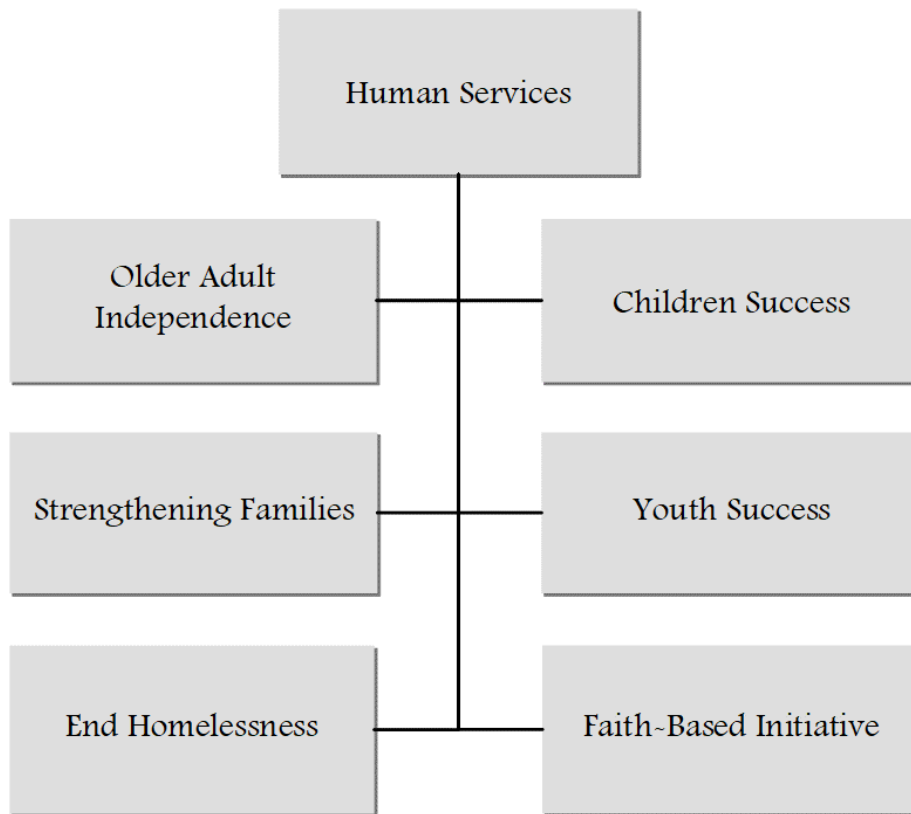 Human Services
Older Adult
Independence
Children Success
Strengthening Families
Youth Success
End Homelessness
Faith-Based Initiative